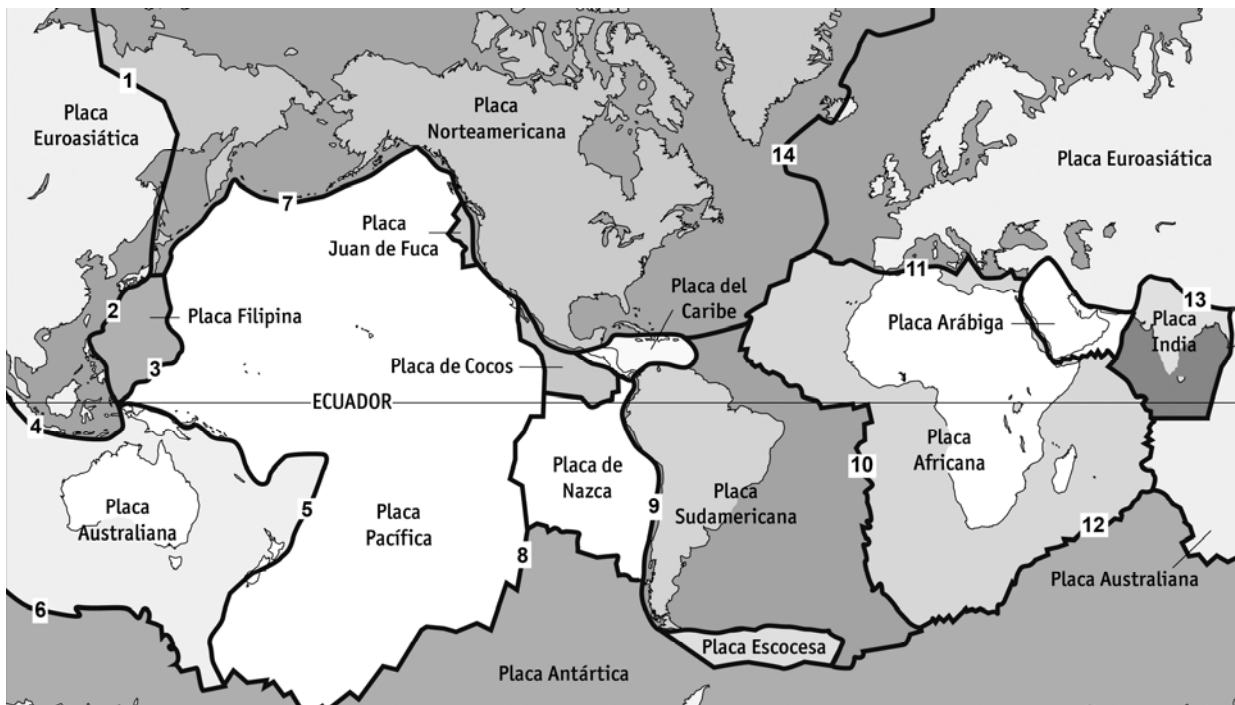 1
Placa
Euroasiática
Placa
Norteamericana
14
Placa Euroasiática
7
Placa
Juan de Fuca
11
2
Placa Filipina
Placa del
Caribe
Placa Arábiga
13
Placa
India
3
Placa de Cocos
ECUADOR
4
Placa
Africana
10
Placa de
Nazca
Placa
Australiana
5
Placa
Pacífica
9
Placa
Sudamericana
12
8
Placa Australiana
6
Placa Escocesa
Placa Antártica